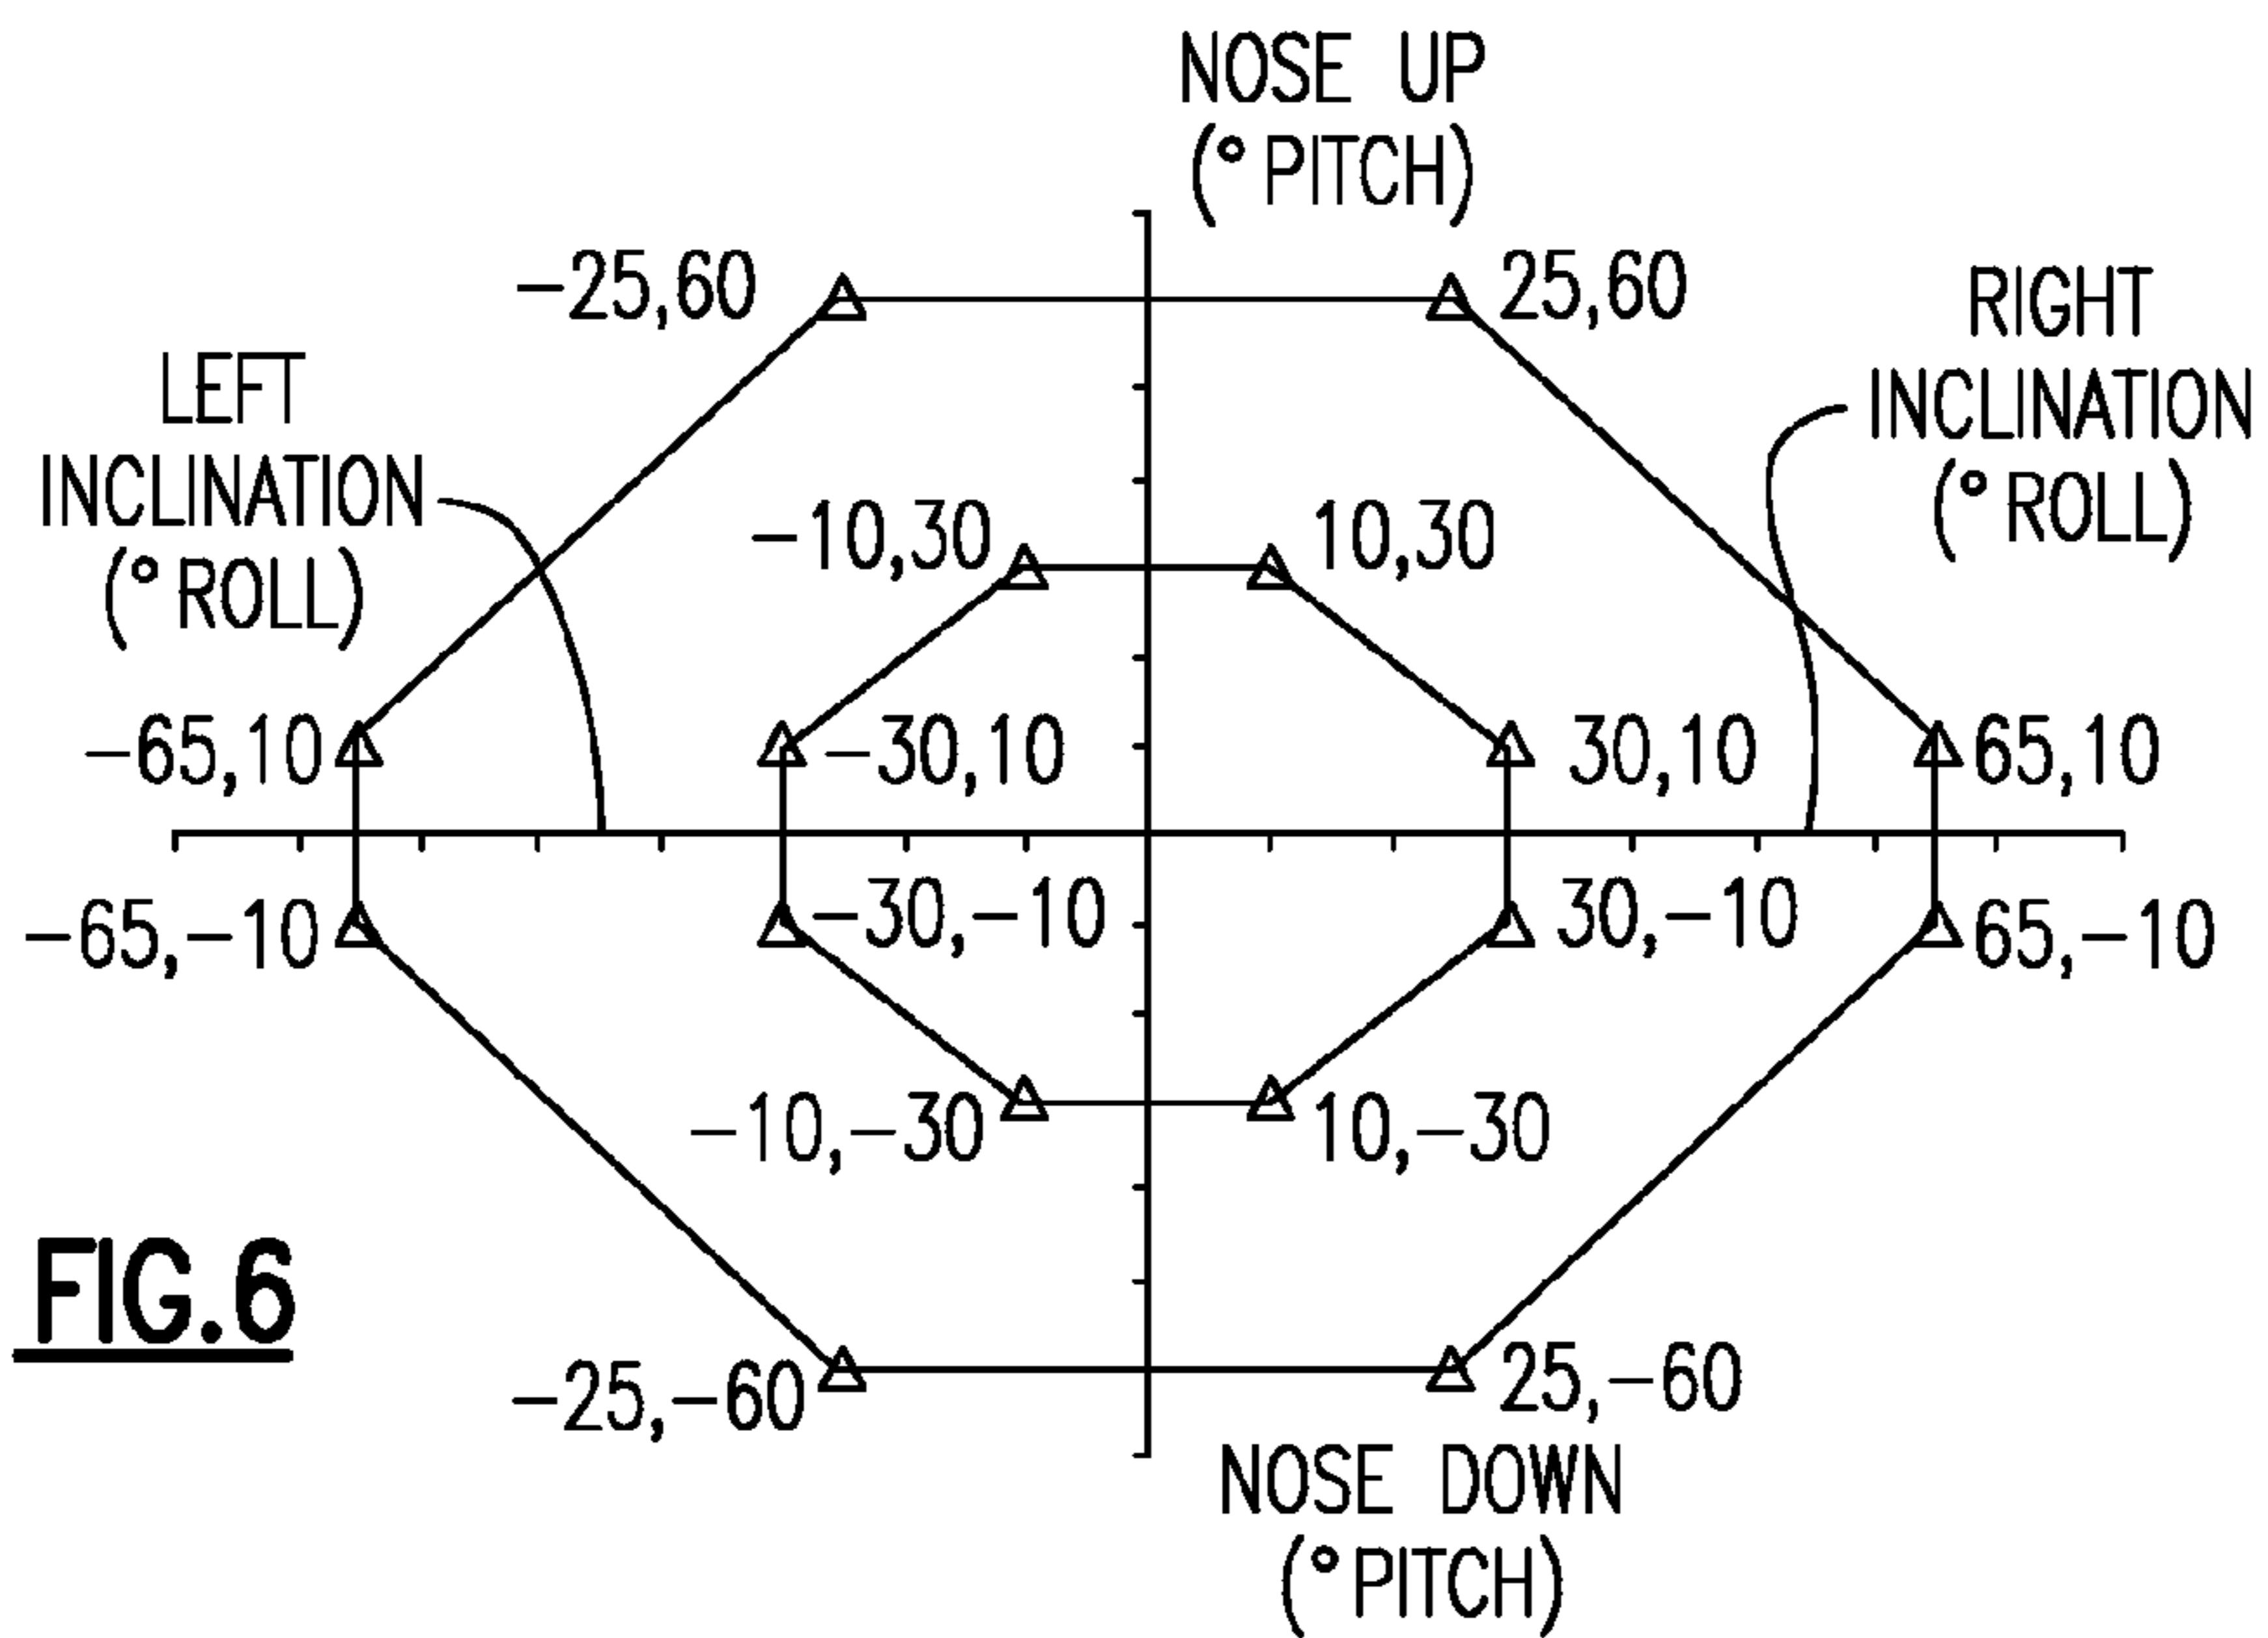 NOSE UP
(° PITCH)
-25,60
25,60
RIGHT
INCLINATION
(° ROLL)
LEFT
INCLINATION
(° ROLL)
-10,30
10,30
-65,10
-30,10
30,10
65,10
-65,-10
-30,-10
30,-10
65,-10
-10,-30
10,-30
FIG.6
-25,-60
25,-60
NOSE DOWN
(° PITCH)